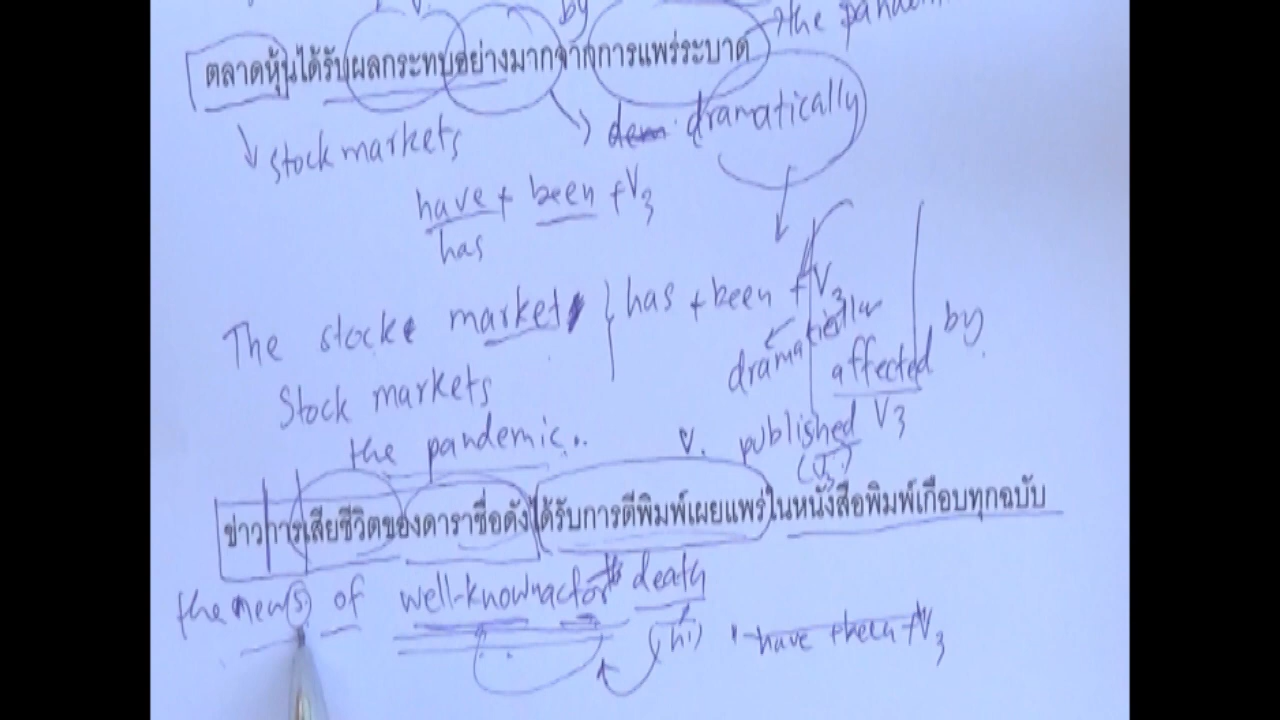 by the pandem
ตลาดหุ้นได้รับผลกระทบอย่างมากจากการแพร่ระบาด
stock markets dem dramatically
have + been + V3
has
The stock market has + been + V3
dramatically affected by
Stock markets
the pandemic.. V. published V3
(V3)
ข่าวการเสียชีวิตของดาราชื่อดังได้รับการตีพิมพ์เผยแพร่ในหนังสือพิมพ์เกือบทุกฉบับ
the news of well-known actor death
have + been + V3